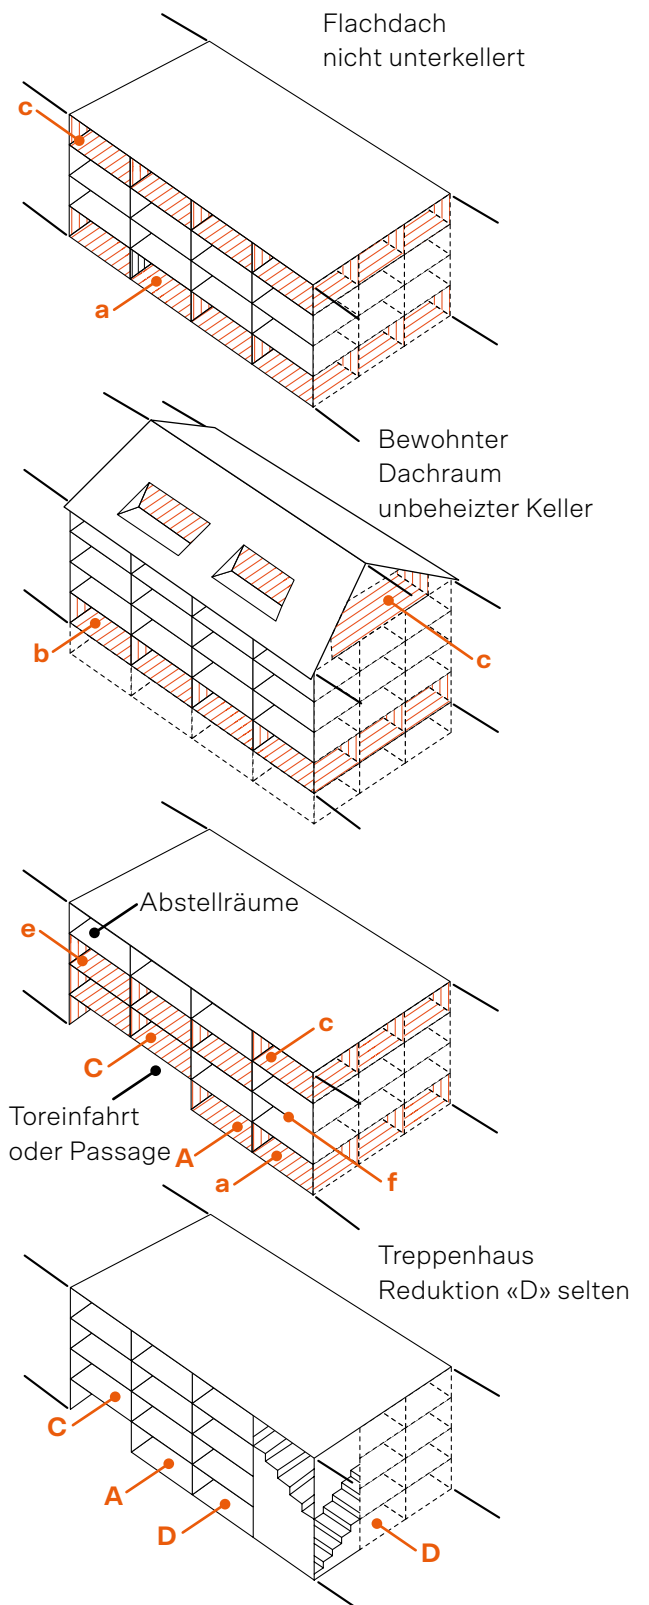 Flachdach
nicht unterkellert
c
a
Bewohnter
Dachraum
unbeheizter Keller
b
c
Abstellräume
e
c
C
Toreinfahrt
oder Passage
A
a
f
Treppenhaus
Reduktion «D» selten
C
A
D
D